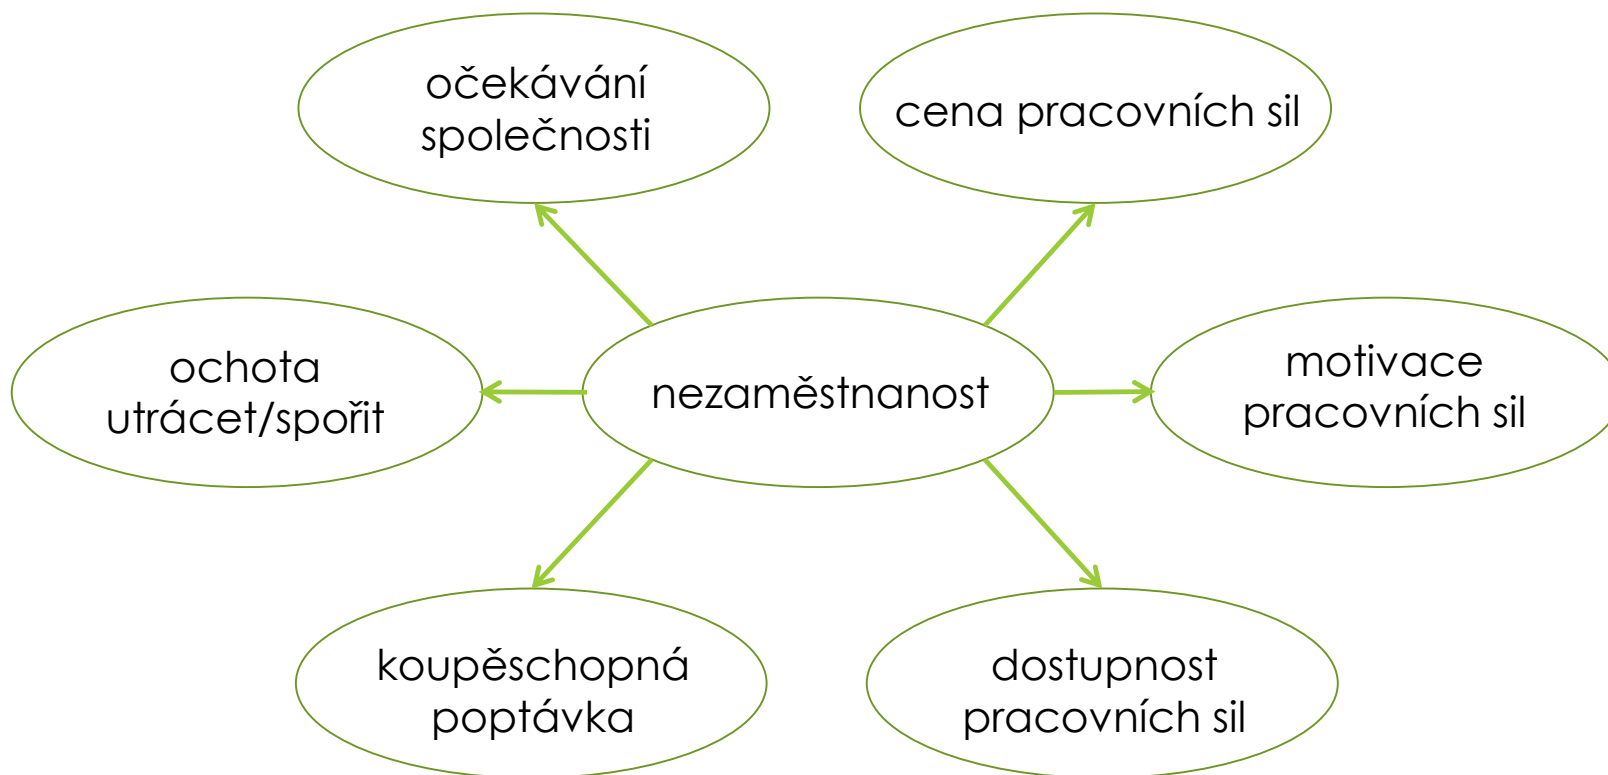 očekávání
společnosti
cena pracovních sil
ochota
utrácet/spořit
nezaměstnanost
motivace
pracovních sil
koupěschopná
poptávka
dostupnost
pracovních sil